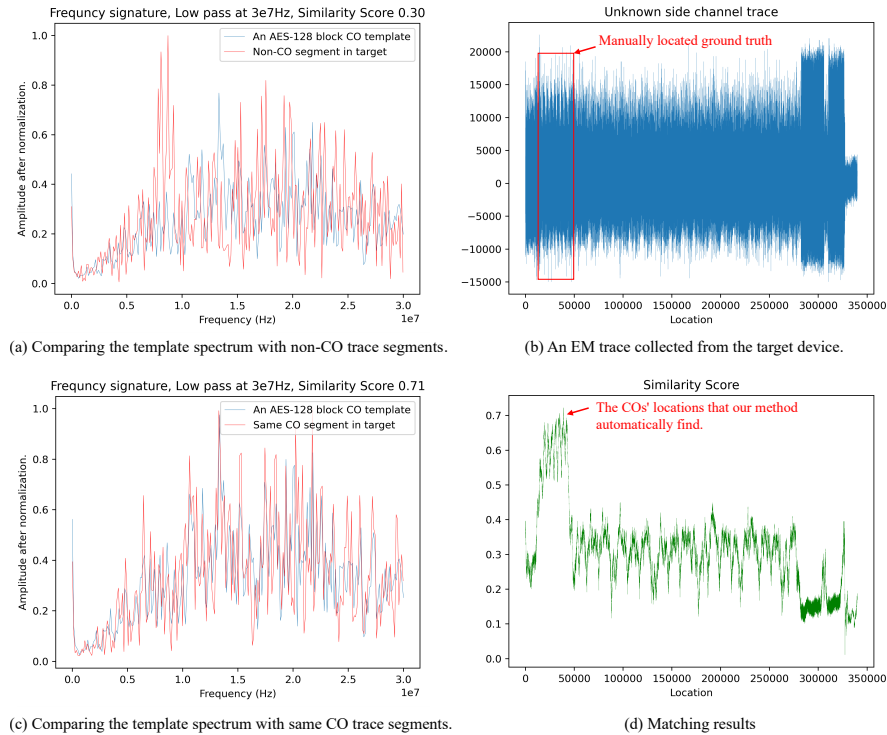 Frequncy signature, Low pass at 3e7Hz, Similarity Score 0.30
An AES-128 block CO template
Non-CO segment in target
Amplitude after normalization.
1.0
0.8
0.6
0.4
0.2
0.0
0.0 0.5 1.0 1.5 2.0 2.5 3.0
1e7
Frequency (Hz)
(a) Comparing the template spectrum with non-CO trace segments.
Unknown side channel trace
Manually located ground truth
20000
15000
10000
5000
0
−5000
−10000
−15000
0 50000 100000 150000 200000 250000 300000 350000
Location
(b) An EM trace collected from the target device.
Frequncy signature, Low pass at 3e7Hz, Similarity Score 0.71
An AES-128 block CO template
Same CO segment in target
Amplitude after normalization.
1.0
0.8
0.6
0.4
0.2
0.0
0.0 0.5 1.0 1.5 2.0 2.5 3.0
1e7
Frequency (Hz)
(c) Comparing the template spectrum with same CO trace segments.
Similarity Score
The COs' locations that our method
automatically find.
0.7
0.6
0.5
0.4
0.3
0.2
0.1
0.0
0 50000 100000 150000 200000 250000 300000 350000
Location
(d) Matching results